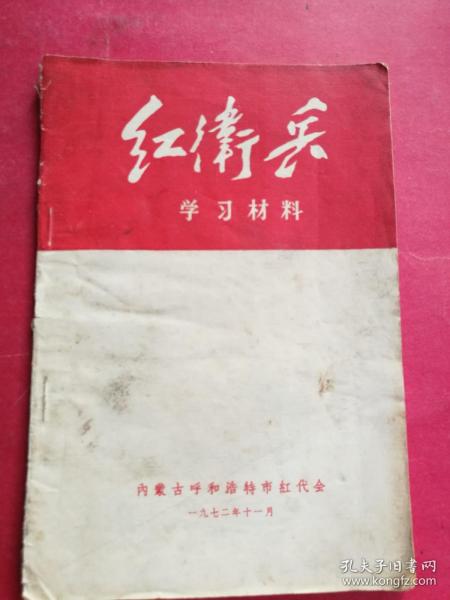 红衛兵
学习材料
内蒙古呼和浩特市红代会
一九七二年十一月
孔夫子旧书网
www.kongfz.com